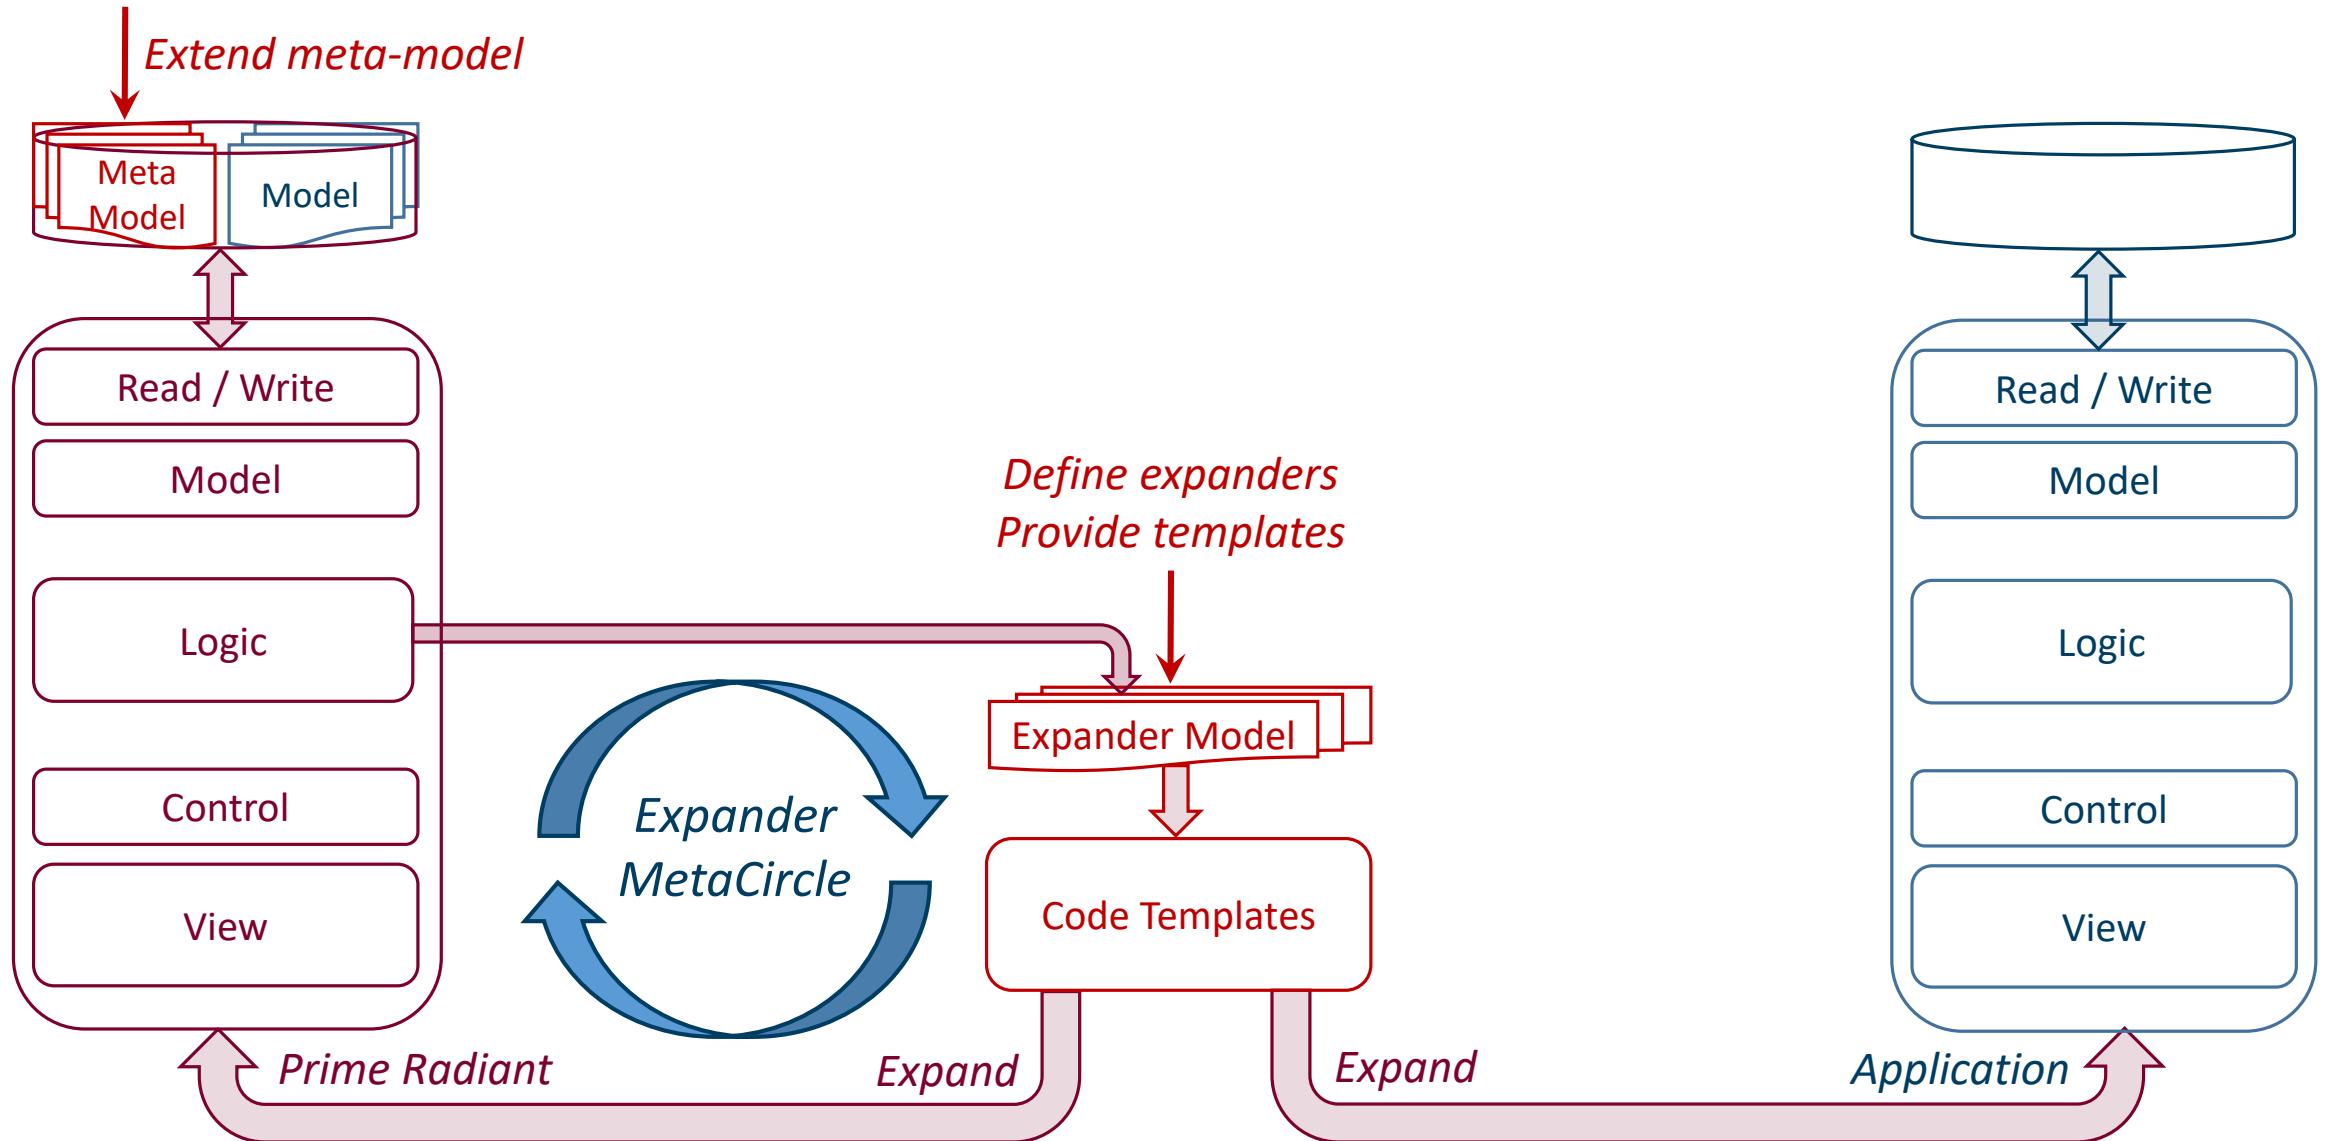 Extend meta-model
Meta
Model
Model
Read / Write
Model
Logic
Control
View
Prime Radiant
Expander
MetaCircle
Define expanders
Provide templates
Expander Model
Code Templates
Expand
Expand
Read / Write
Model
Logic
Control
View
Application